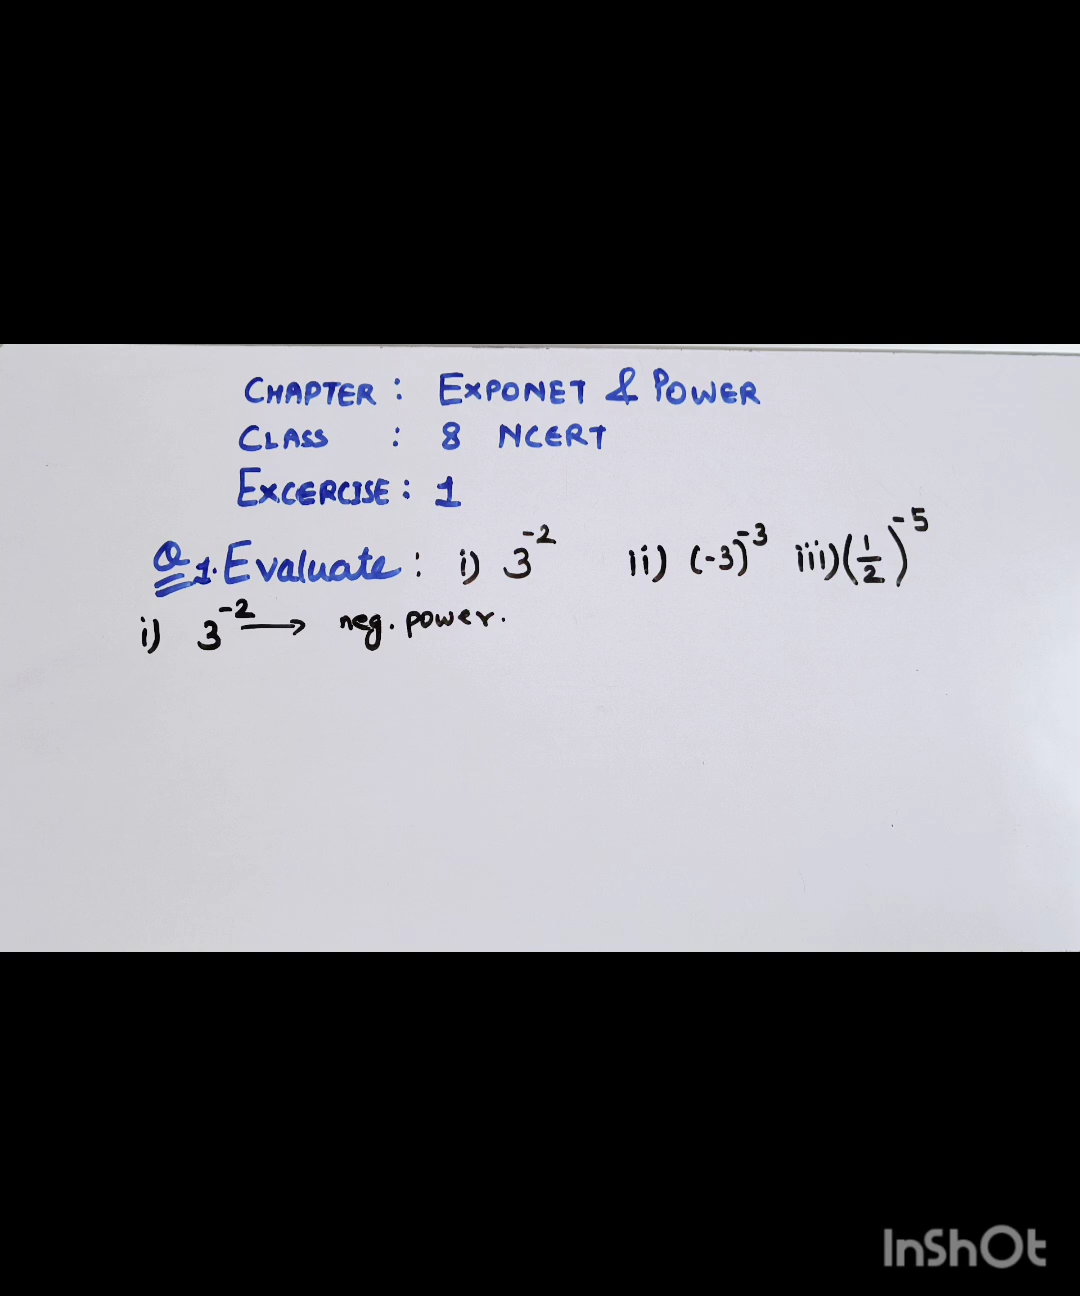 CHAPTER : EXPONET & POWER
CLASS : 8 NCERT
EXCERCISE : 1
Q1. Evaluate : i) 3⁻² ii) (-3)⁻³ iii) (1/2)⁻⁵
i) 3⁻² → neg. power.
InShOt